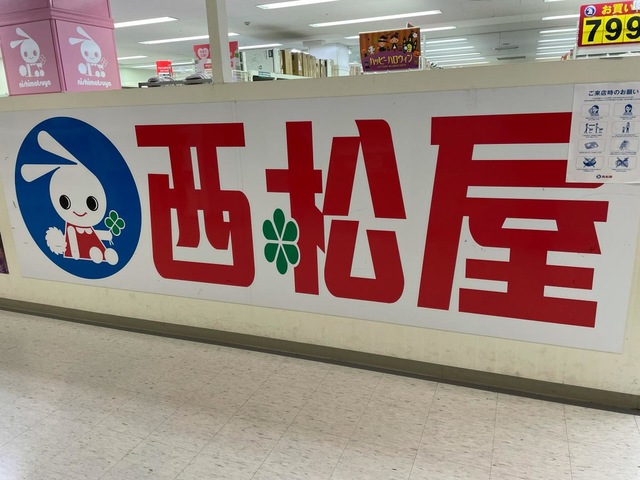 nishimatsuya
nishimatsuya
ハッピーハロウィン
お買い
799
ご来店時のお願い
西松屋